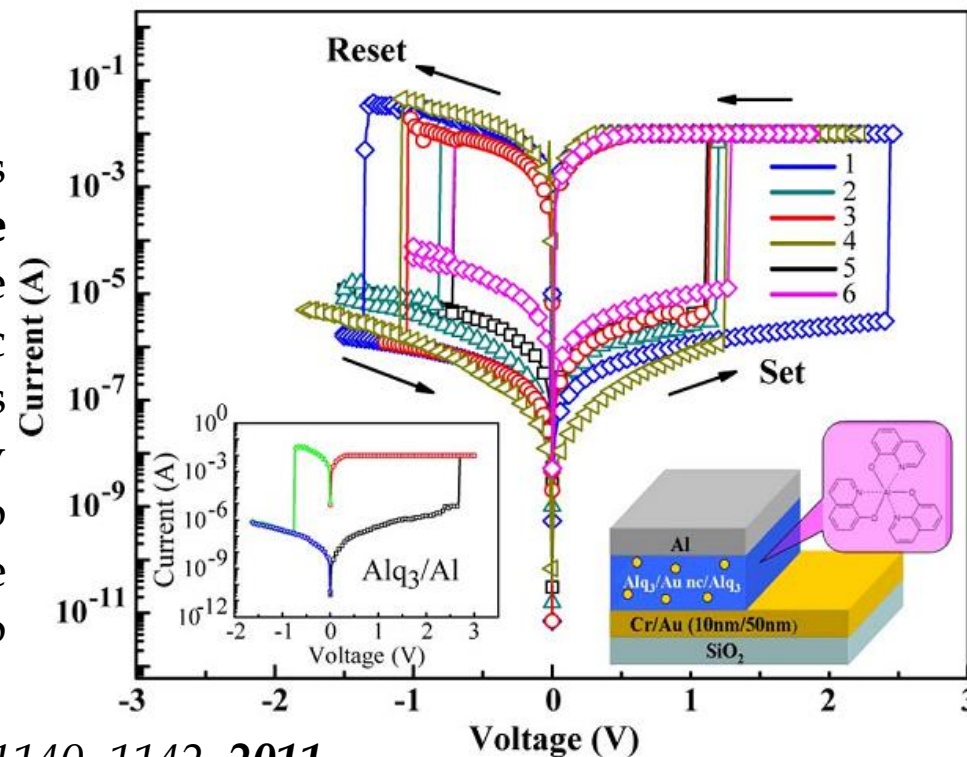 s
e
e
c
s
y
o
e
o
Reset
Set
1
2
3
4
5
6
10⁻¹
10⁻³
10⁻⁵
10⁻⁷
10⁻⁹
10⁻¹¹
Current (A)
-3 -2 -1 0 1 2 3
Voltage (V)
10⁰
10⁻³
10⁻⁶
10⁻⁹
10⁻¹²
Current (A)
Alq₃/Al
-2 -1 0 1 2 3
Voltage (V)
Al
Alq₃/Au nc/Alq₃
Cr/Au (10nm/50nm)
SiO₂
1140–1142, 2011